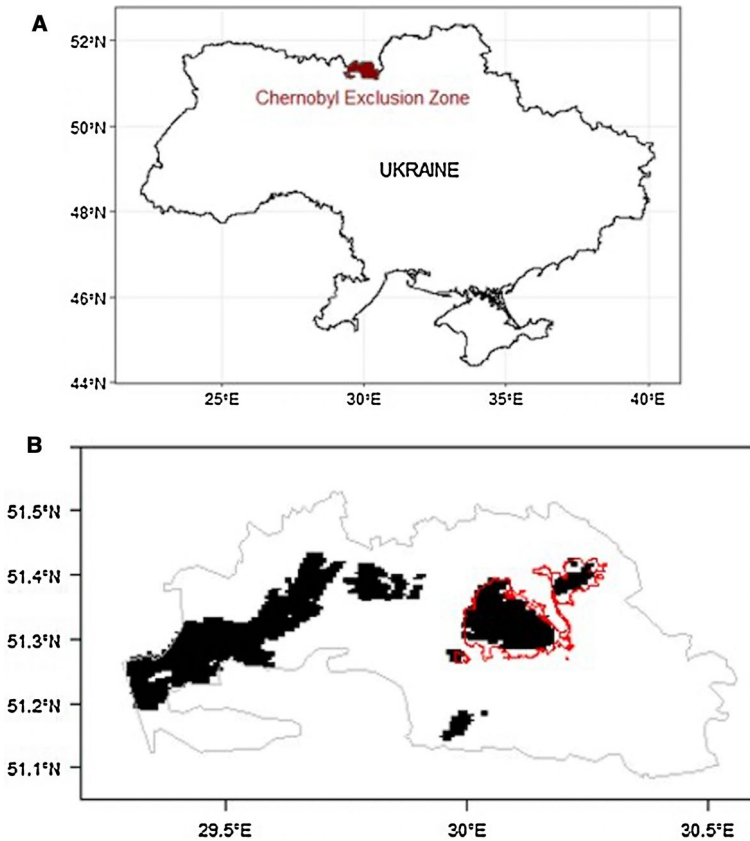 A
52°N
50°N
48°N
46°N
44°N
Chernobyl Exclusion Zone
UKRAINE
25°E 30°E 35°E 40°E
B
51.5°N
51.4°N
51.3°N
51.2°N
51.1°N
29.5°E 30°E 30.5°E